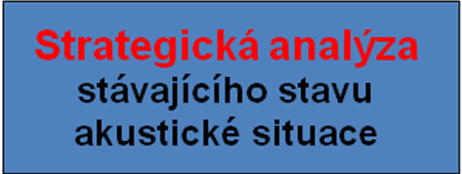 Strategická analýza
stávajícího stavu
akustické situace